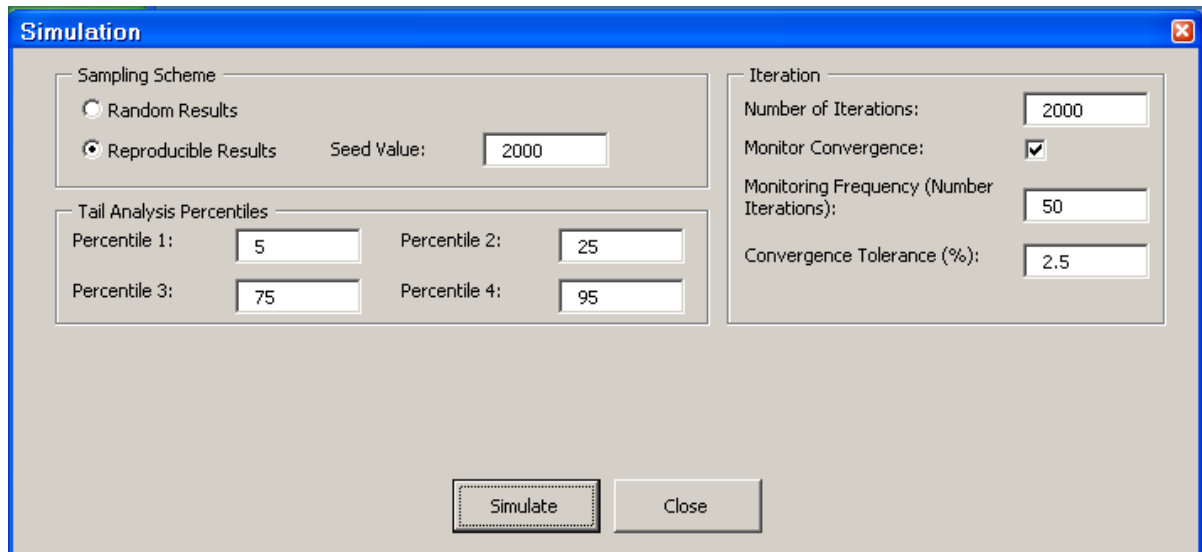 Simulation
Sampling Scheme
Random Results
Reproducible Results Seed Value: 2000
Tail Analysis Percentiles
Percentile 1: 5 Percentile 2: 25
Percentile 3: 75 Percentile 4: 95
Iteration
Number of Iterations: 2000
Monitor Convergence:
Monitoring Frequency (Number
Iterations): 50
Convergence Tolerance (%): 2.5
Simulate Close